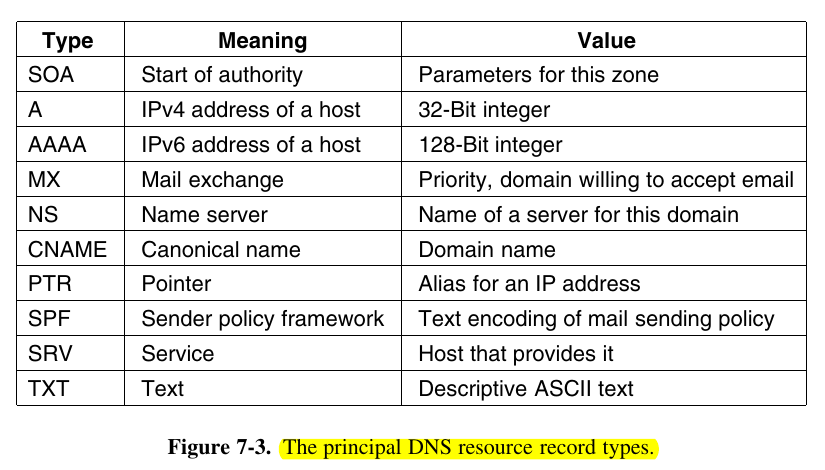 Type Meaning Value
SOA Start of authority Parameters for this zone
A IPv4 address of a host 32-Bit integer
AAAA IPv6 address of a host 128-Bit integer
MX Mail exchange Priority, domain willing to accept email
NS Name server Name of a server for this domain
CNAME Canonical name Domain name
PTR Pointer Alias for an IP address
SPF Sender policy framework Text encoding of mail sending policy
SRV Service Host that provides it
TXT Text Descriptive ASCII text
Figure 7-3. The principal DNS resource record types.